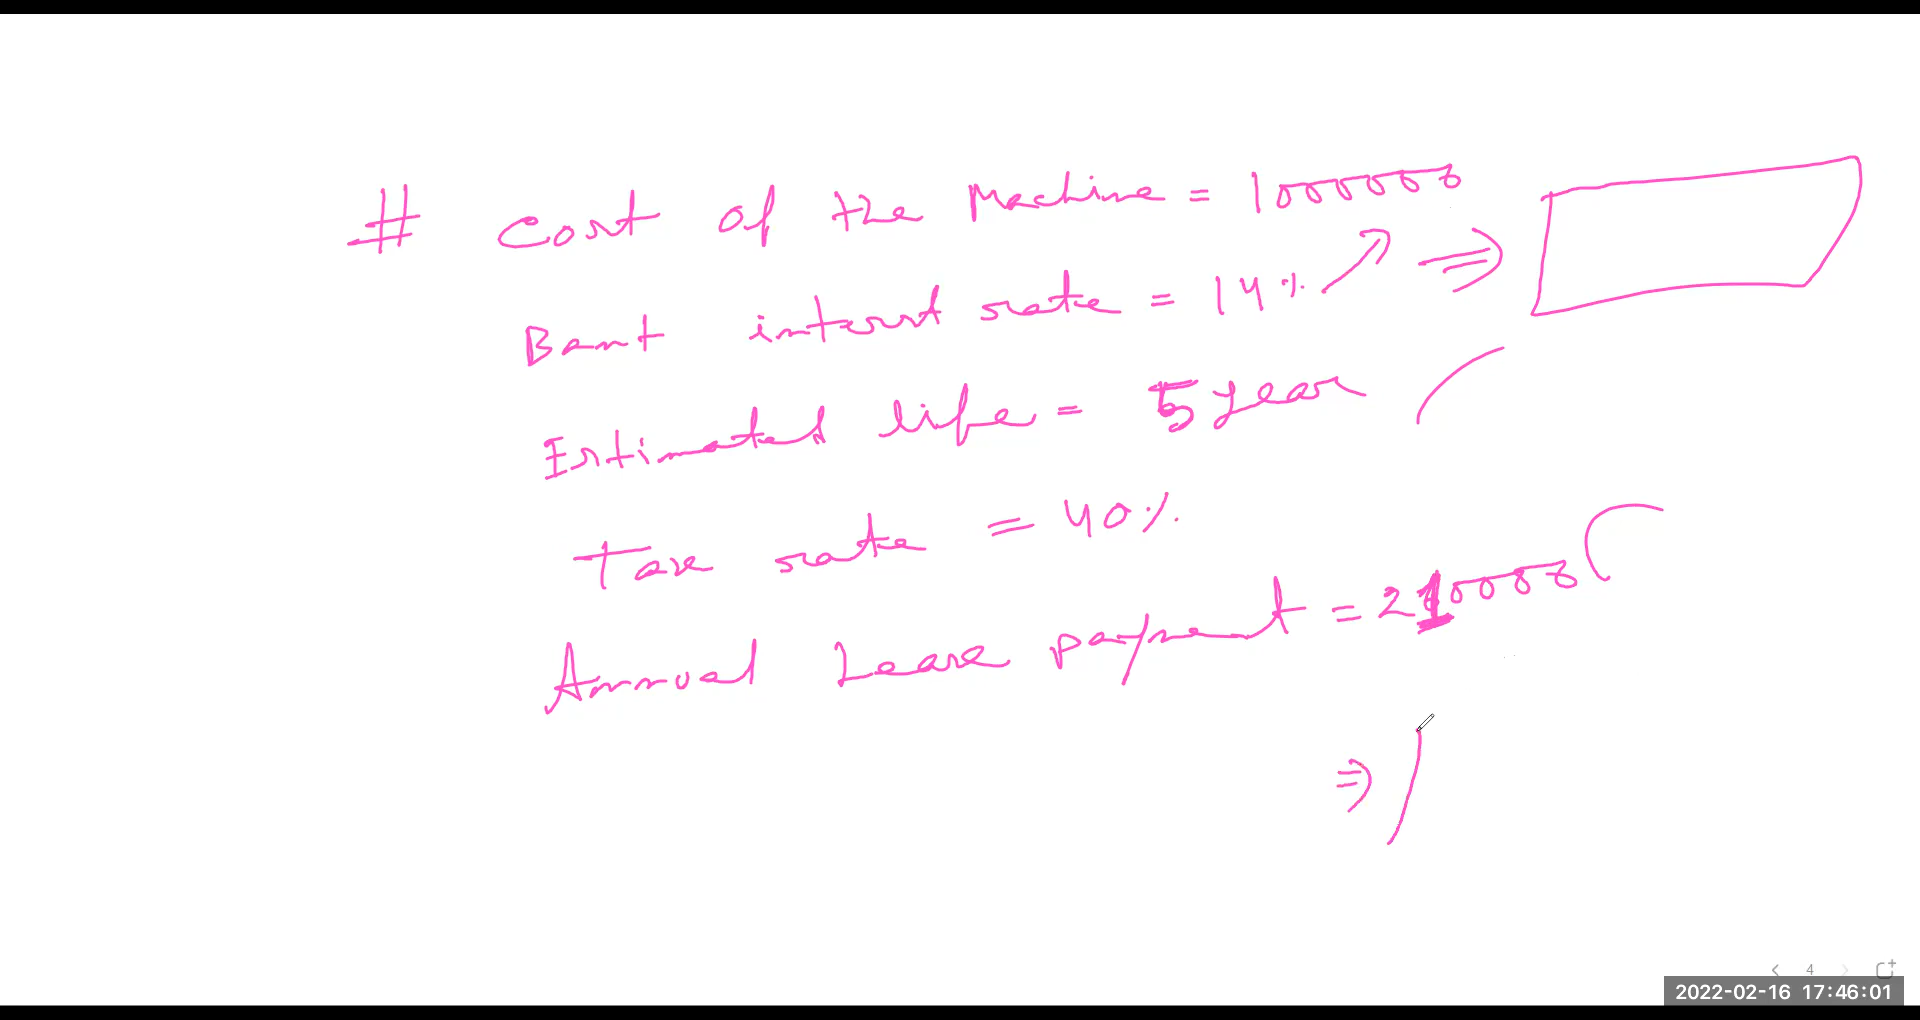 # Cost of the Machine = 1000000
Bank interest rate = 14%
Estimated life = 5 year
Tax rate = 40%
Annual Lease payment = 210000
⇒
4
2022-02-16 17:46:01